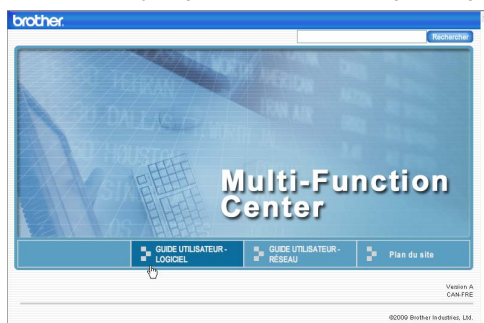 brother.
Rechercher
Multi-Function
Center
GUIDE UTILISATEUR -
LOGICIEL
GUIDE UTILISATEUR -
RÉSEAU
Plan du site
Version A
CAN-FRE
©2009 Brother Industries, Ltd.